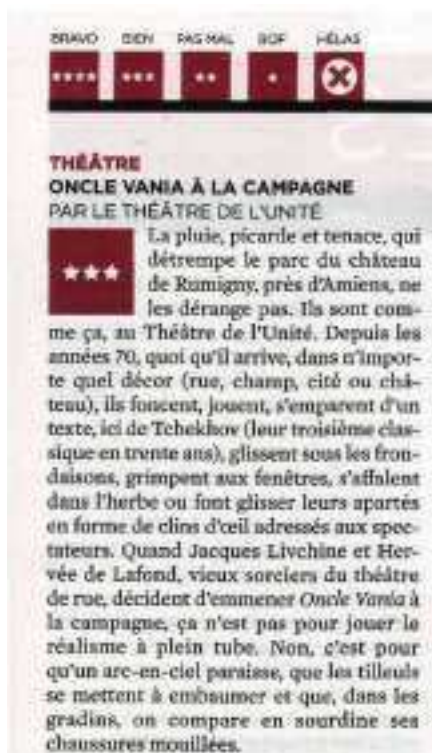 BRAVO BIEN PAS MAL BOF HÉLAS
THÉÂTRE
ONCLE VANIA À LA CAMPAGNE
PAR LE THÉÂTRE DE L'UNITÉ
La pluie, picarde et tenace, qui
détrempe le parc du château
de Rumigny, près d'Amiens, ne
les dérange pas. Ils sont com-
me ça, au Théâtre de l'Unité. Depuis les
années 70, quoi qu'il arrive, dans n'impor-
te quel décor (rue, champ, cité ou châ-
teau), ils foncent, jouent, s'emparent d'un
texte, ici de Tchekhov (leur troisième clas-
sique en trente ans), glissent sous les fron-
daisons, grimpent aux fenêtres, s'affalent
dans l'herbe ou font glisser leurs apartés
en forme de clins d'œil adressés aux spec-
tateurs. Quand Jacques Livchine et Her-
vée de Lafond, vieux sorciers du théâtre
de rue, décident d'emmener Oncle Vania à
la campagne, ça n'est pas pour jouer le
réalisme à plein tube. Non, c'est pour
qu'un arc-en-ciel paraisse, que les tilleuls
se mettent à embaumer et que, dans les
gradins, on compare en sourdine ses
chaussures mouillées.